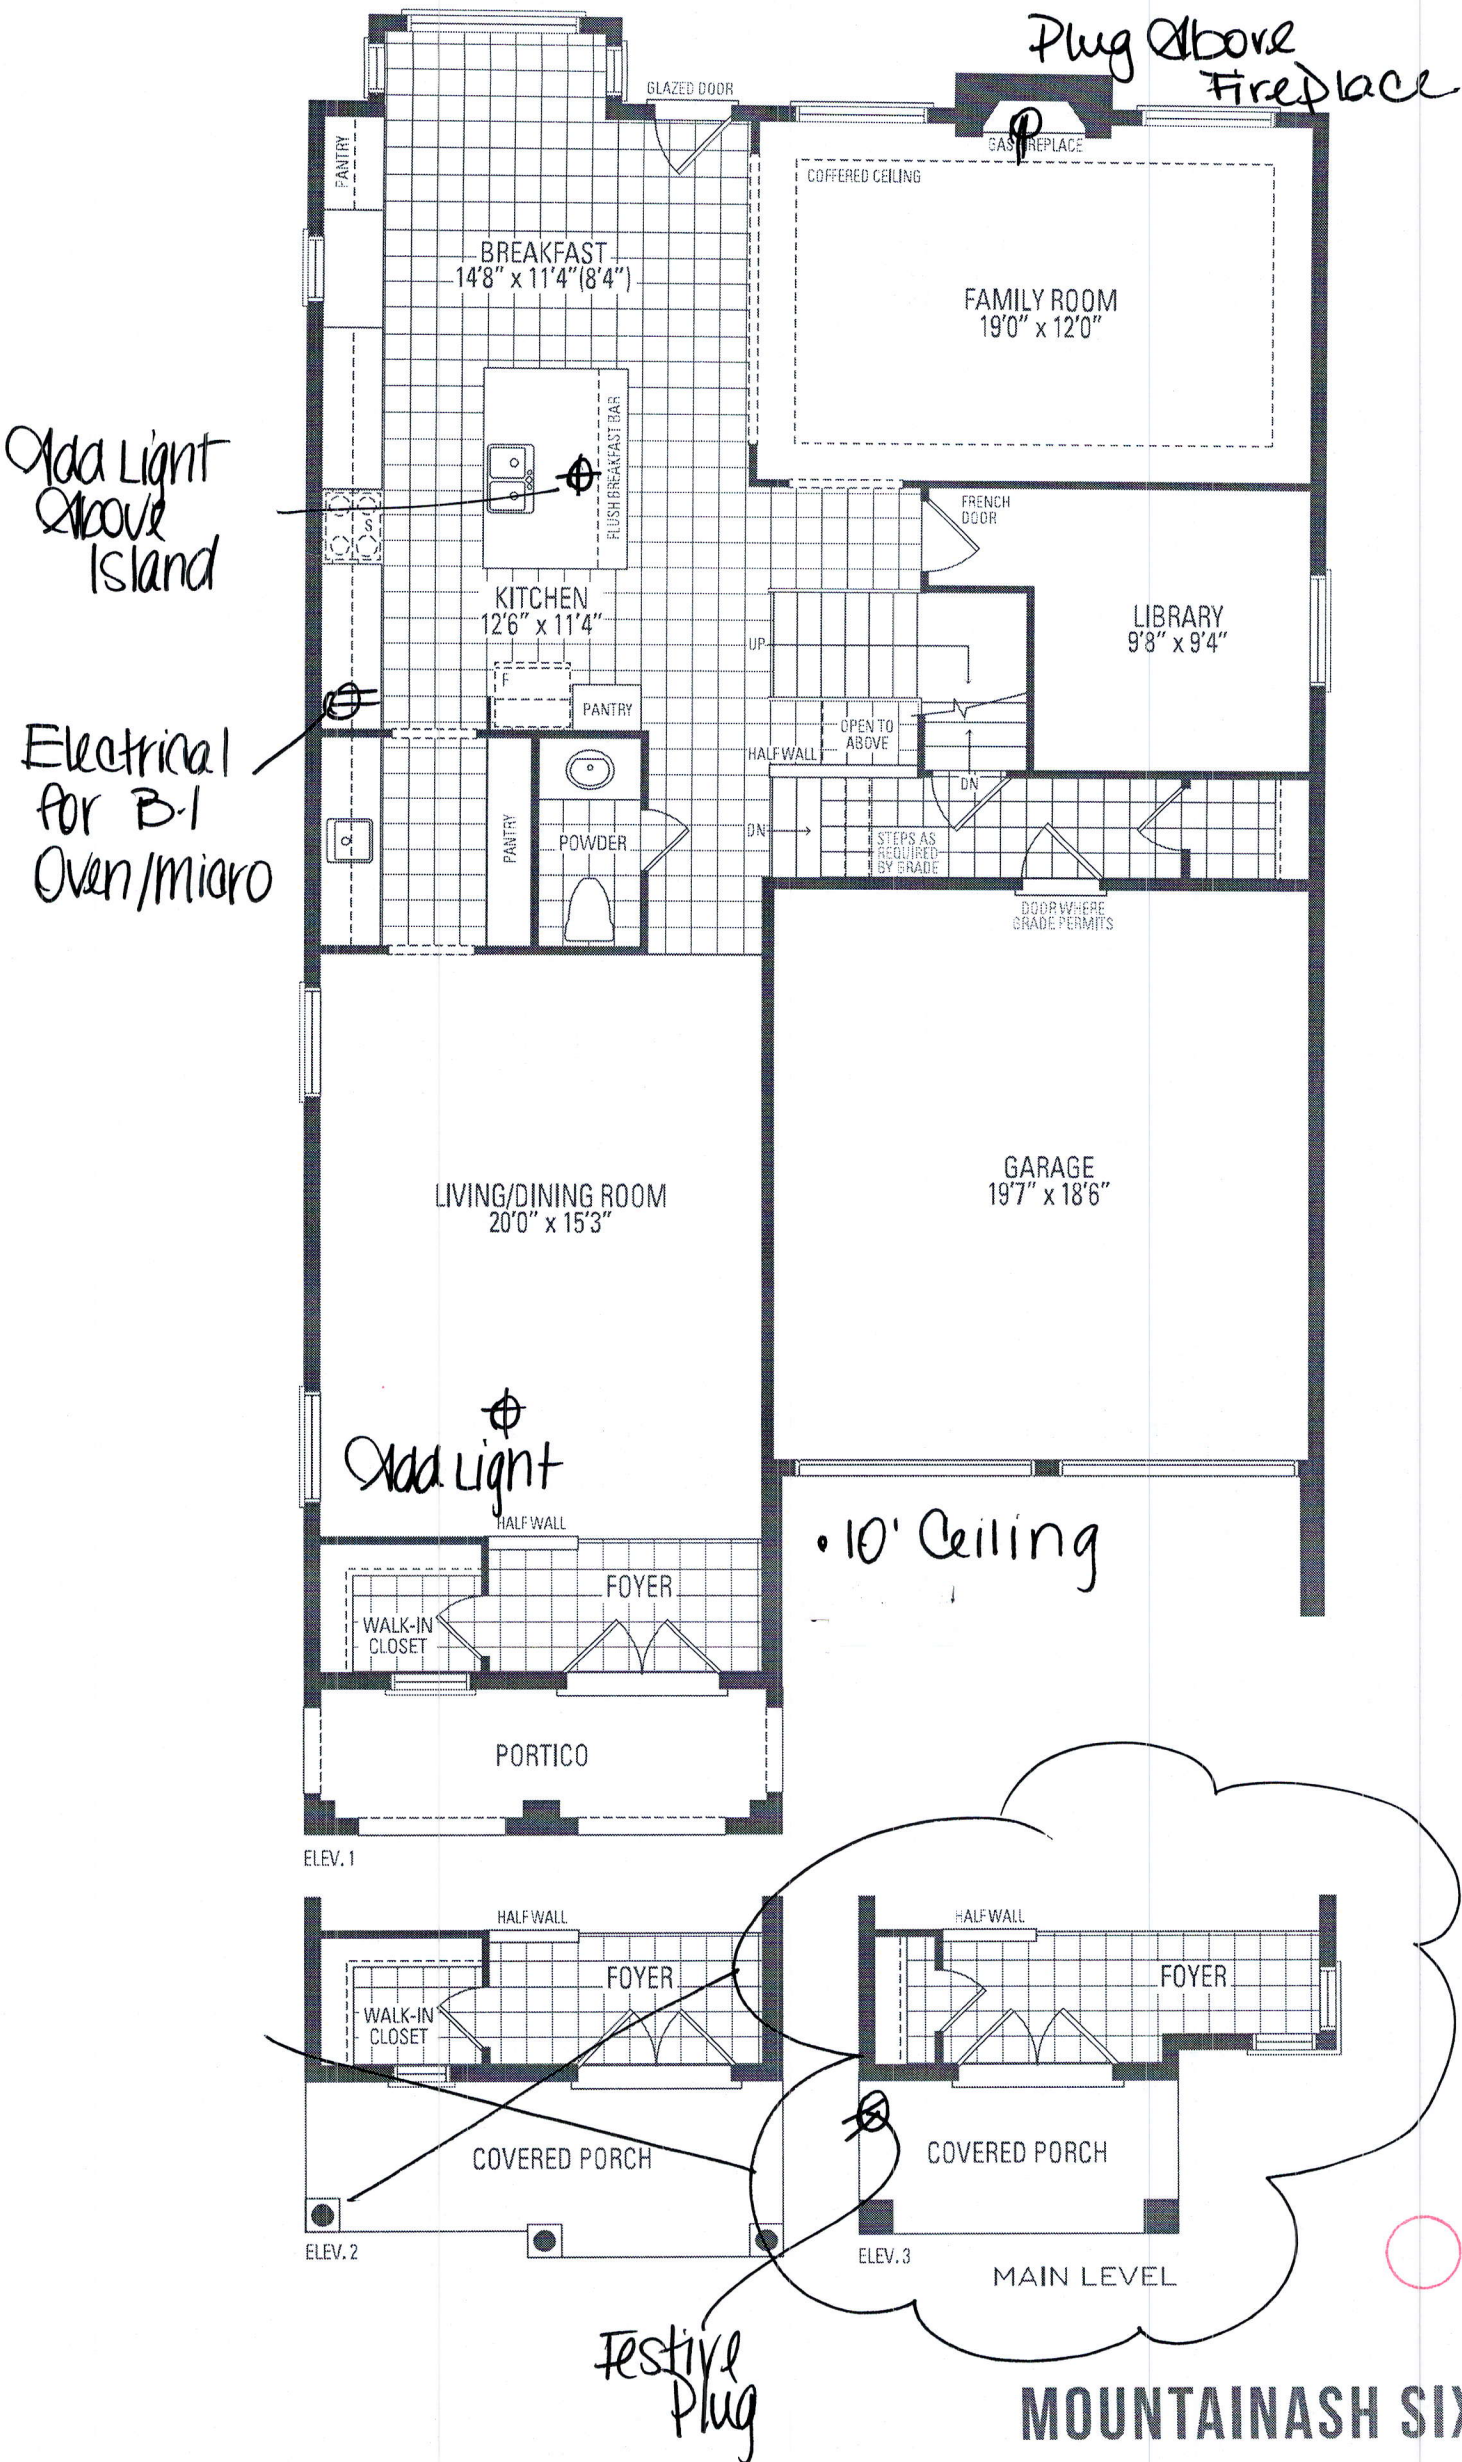 Plug Above
Fireplace
GLAZED DOOR
PANTRY
GAS FIREPLACE
COFFERED CEILING
BREAKFAST
14'8" x 11'4"(8'4")
FAMILY ROOM
19'0" x 12'0"
Add Light
Above
Island
FLUSH BREAKFAST BAR
S
FRENCH
DOOR
KITCHEN
12'6" x 11'4"
LIBRARY
9'8" x 9'4"
UP
F
PANTRY
OPEN TO
ABOVE
HALF WALL
Electrical
for B-I
Oven/micro
DN
PANTRY
POWDER
DN
STEPS AS
REQUIRED
BY GRADE
DOOR WHERE
GRADE PERMITS
GARAGE
19'7" x 18'6"
LIVING/DINING ROOM
20'0" x 15'3"
Add Light
HALF WALL
• 10' Ceiling
FOYER
WALK-IN
CLOSET
PORTICO
ELEV. 1
HALF WALL
FOYER
WALK-IN
CLOSET
COVERED PORCH
ELEV. 2
HALF WALL
FOYER
COVERED PORCH
ELEV. 3
MAIN LEVEL
Festive
Plug
MOUNTAINASH SIX